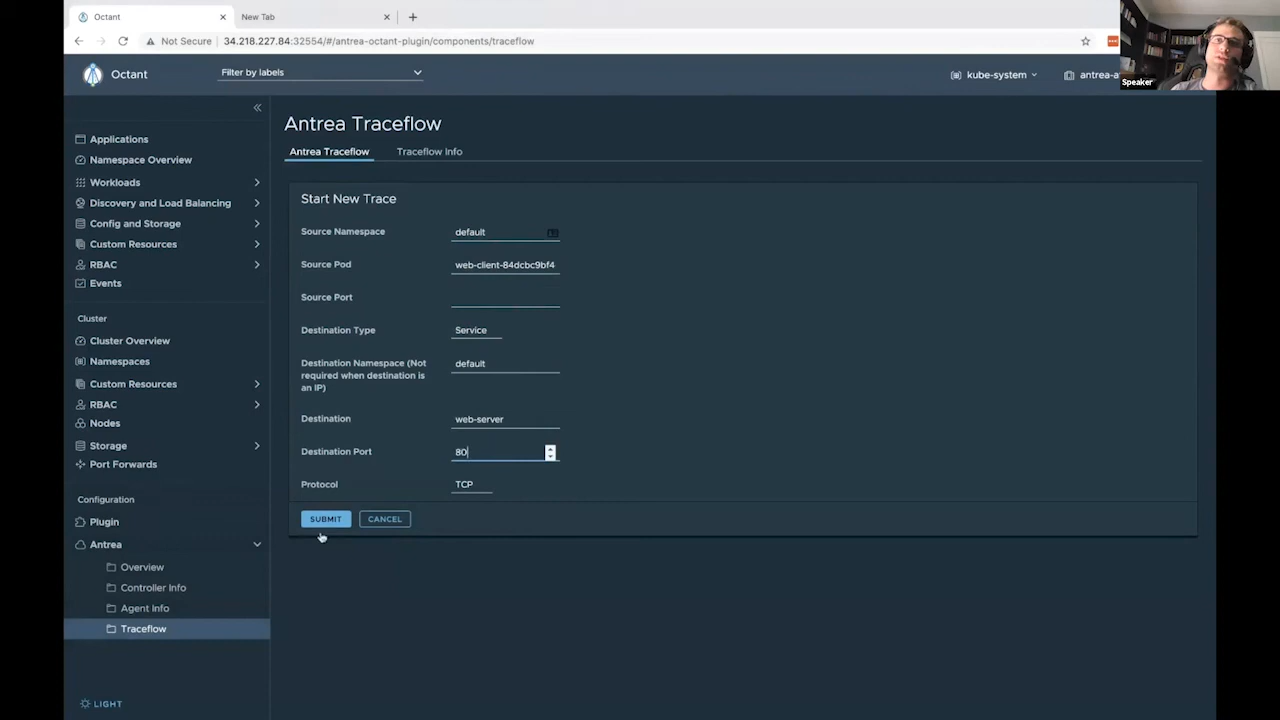 Octant
New Tab
Not Secure
34.218.227.84:32554/#/antrea-octant-plugin/components/traceflow
Speaker
Octant
Filter by labels
kube-system
antrea-a
Applications
Namespace Overview
Workloads
Discovery and Load Balancing
Config and Storage
Custom Resources
RBAC
Events
Cluster
Cluster Overview
Namespaces
Custom Resources
RBAC
Nodes
Storage
Port Forwards
Configuration
Plugin
Antrea
Overview
Controller Info
Agent Info
Traceflow
LIGHT
Antrea Traceflow
Antrea Traceflow
Traceflow Info
Start New Trace
Source Namespace
default
Source Pod
web-client-84dcbc9bf4
Source Port
Destination Type
Service
Destination Namespace (Not
required when destination is
an IP)
default
Destination
web-server
Destination Port
80
Protocol
TCP
SUBMIT
CANCEL